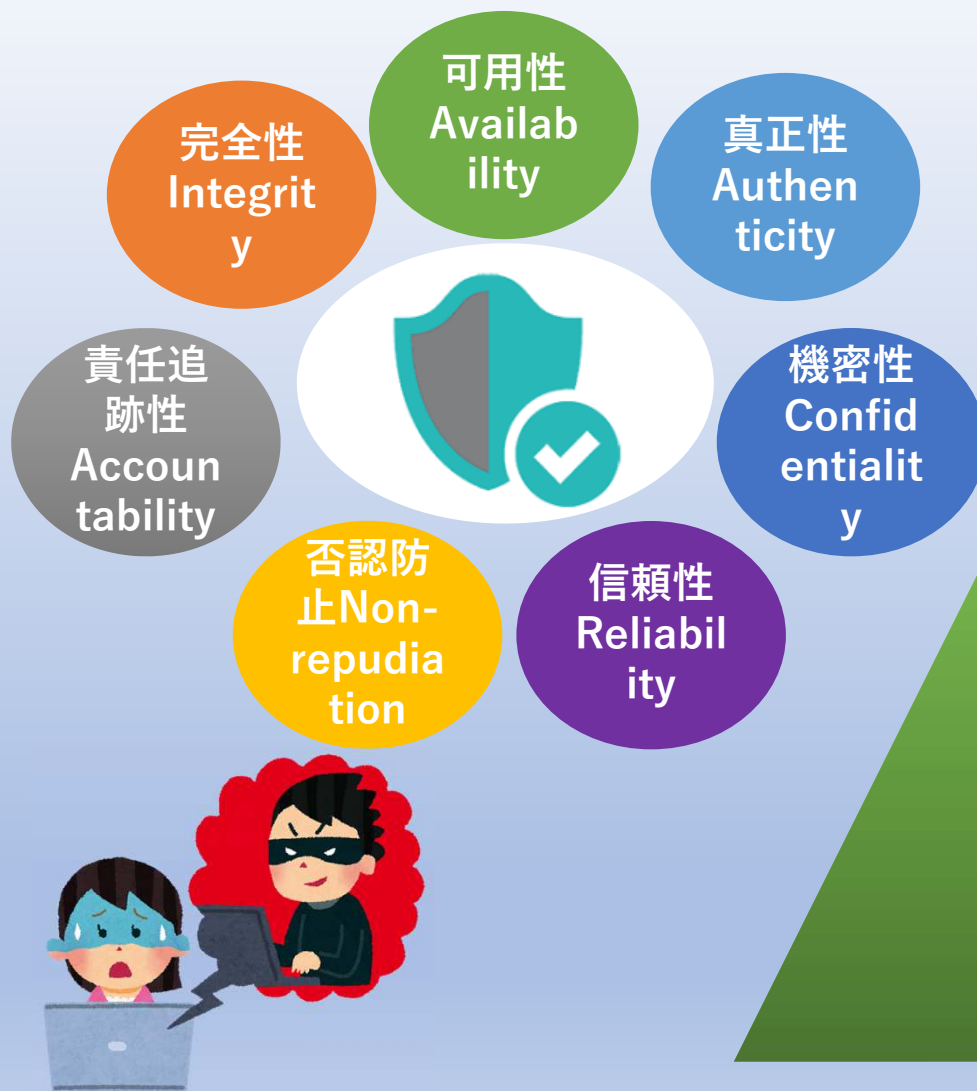 可用性
Availab
ility
完全性
Integrit
y
真正性
Authen
ticity
責任追
跡性
Accoun
tability
機密性
Confid
entialit
y
否認防
止Non-
repudia
tion
信頼性
Reliabil
ity